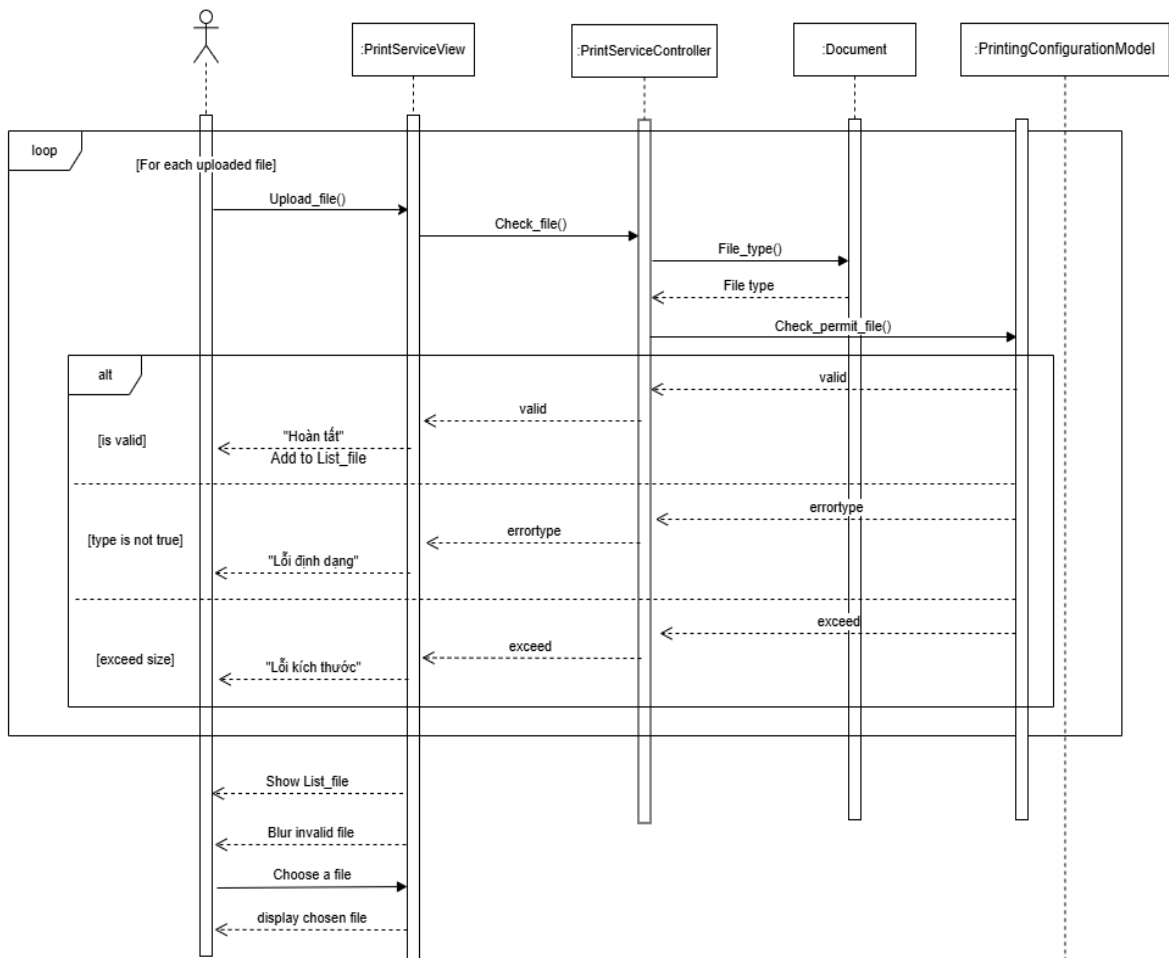 :PrintServiceView
:PrintServiceController
:Document
:PrintingConfigurationModel
loop
[For each uploaded file]
Upload_file()
Check_file()
File_type()
File type
Check_permit_file()
alt
valid
valid
[is valid]
"Hoàn tất"
Add to List_file
errortype
errortype
[type is not true]
"Lỗi định dạng"
exceed
exceed
[exceed size]
"Lỗi kích thước"
Show List_file
Blur invalid file
Choose a file
display chosen file